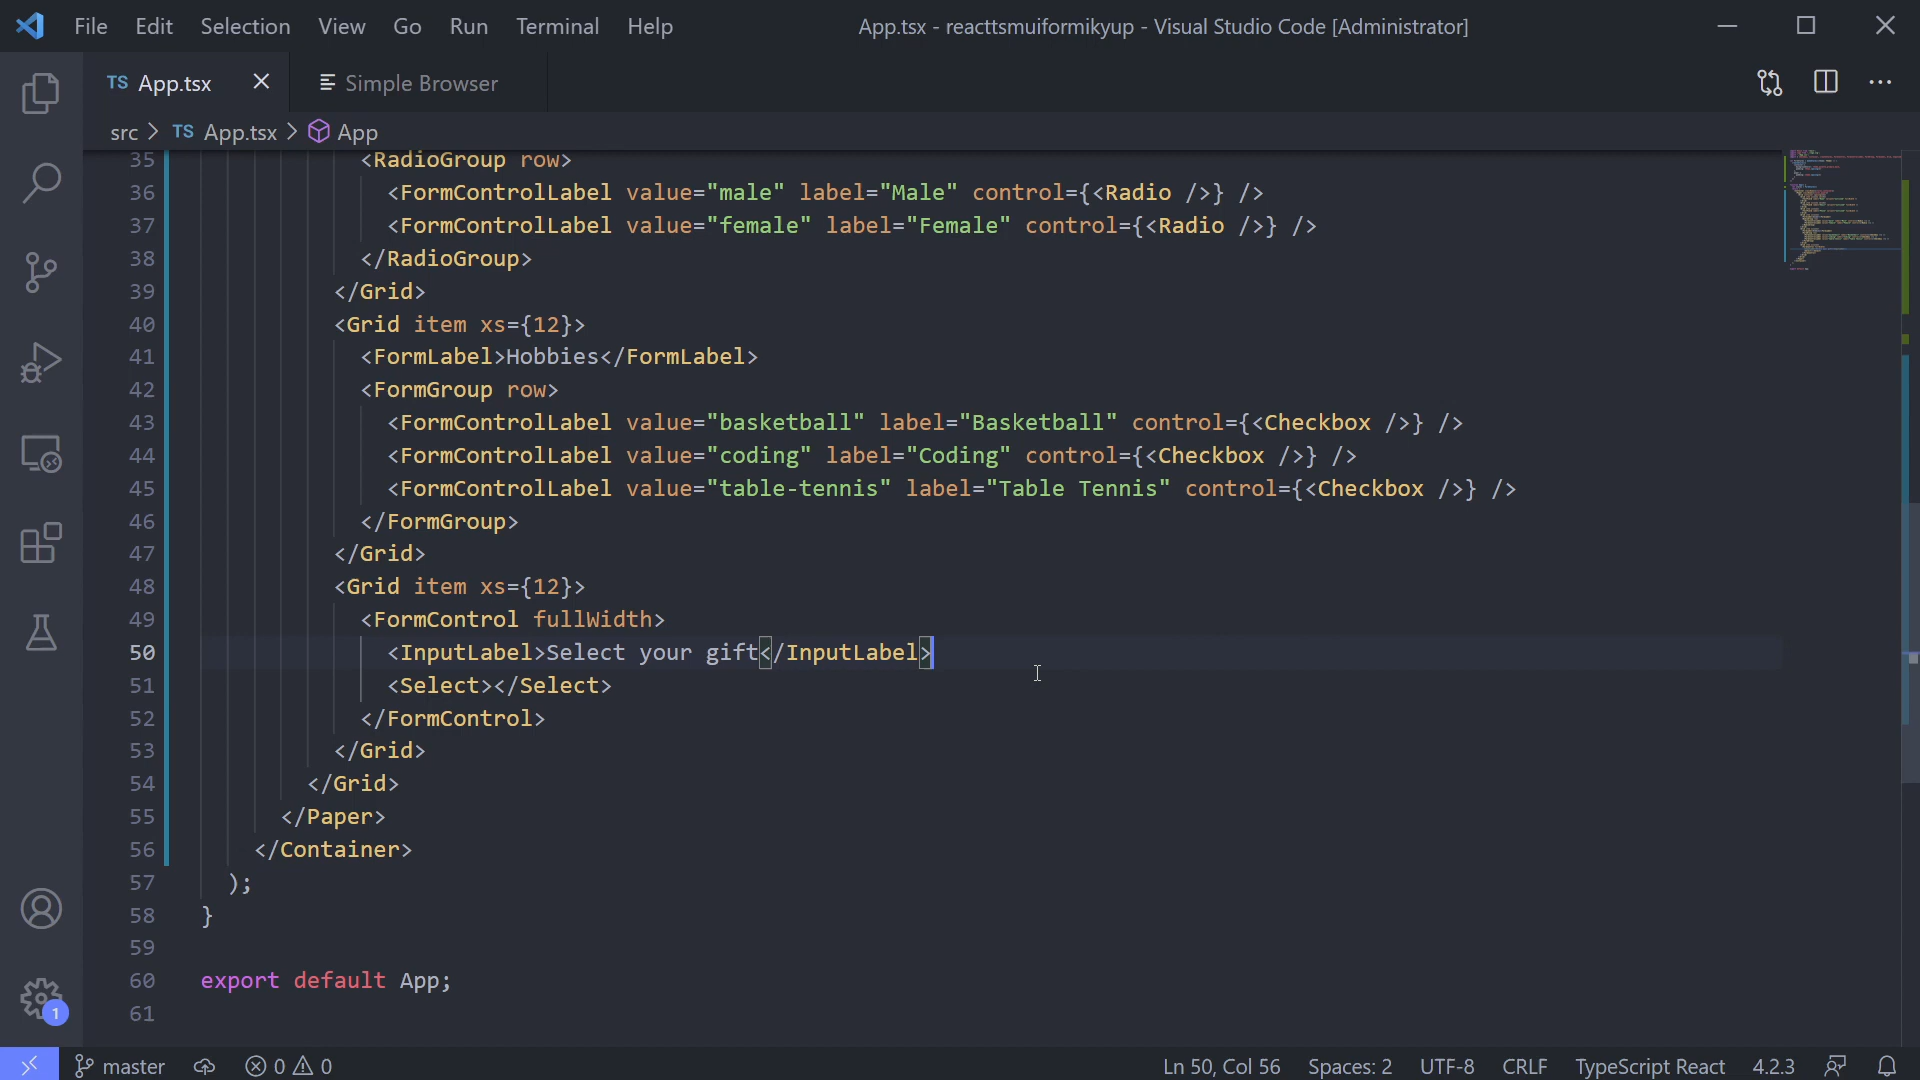 File Edit Selection View Go Run Terminal Help App.tsx - reacttsmuiformikyup - Visual Studio Code [Administrator]
TS App.tsx Simple Browser
src > TS App.tsx > App
35 <RadioGroup row>
36 <FormControlLabel value="male" label="Male" control={<Radio />} />
37 <FormControlLabel value="female" label="Female" control={<Radio />} />
38 </RadioGroup>
39 </Grid>
40 <Grid item xs={12}>
41 <FormLabel>Hobbies</FormLabel>
42 <FormGroup row>
43 <FormControlLabel value="basketball" label="Basketball" control={<Checkbox />} />
44 <FormControlLabel value="coding" label="Coding" control={<Checkbox />} />
45 <FormControlLabel value="table-tennis" label="Table Tennis" control={<Checkbox />} />
46 </FormGroup>
47 </Grid>
48 <Grid item xs={12}>
49 <FormControl fullWidth>
50 <InputLabel>Select your gift</InputLabel>
51 <Select></Select>
52 </FormControl>
53 </Grid>
54 </Grid>
55 </Paper>
56 </Container>
57 );
58 }
59
60 export default App;
61
1
master 0 0 Ln 50, Col 56 Spaces: 2 UTF-8 CRLF TypeScript React 4.2.3